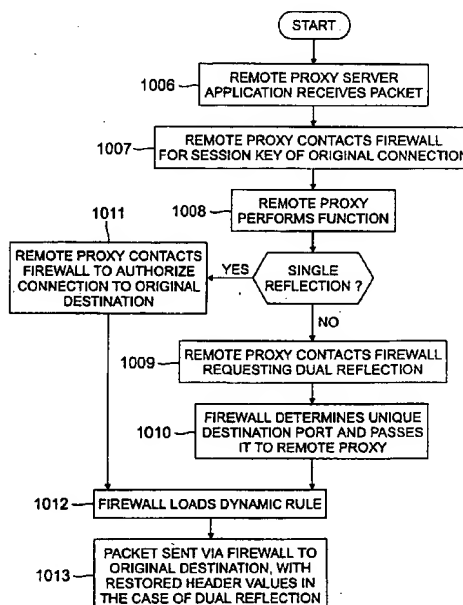 START
1006
REMOTE PROXY SERVER
APPLICATION RECEIVES PACKET
1007
REMOTE PROXY CONTACTS FIREWALL
FOR SESSION KEY OF ORIGINAL CONNECTION
1008
REMOTE PROXY
PERFORMS FUNCTION
1011
REMOTE PROXY CONTACTS
FIREWALL TO AUTHORIZE
CONNECTION TO ORIGINAL
DESTINATION
YES
SINGLE
REFLECTION ?
NO
1009
REMOTE PROXY CONTACTS FIREWALL
REQUESTING DUAL REFLECTION
1010
FIREWALL DETERMINES UNIQUE
DESTINATION PORT AND PASSES
IT TO REMOTE PROXY
1012
FIREWALL LOADS DYNAMIC RULE
1013
PACKET SENT VIA FIREWALL TO
ORIGINAL DESTINATION, WITH
RESTORED HEADER VALUES IN
THE CASE OF DUAL REFLECTION